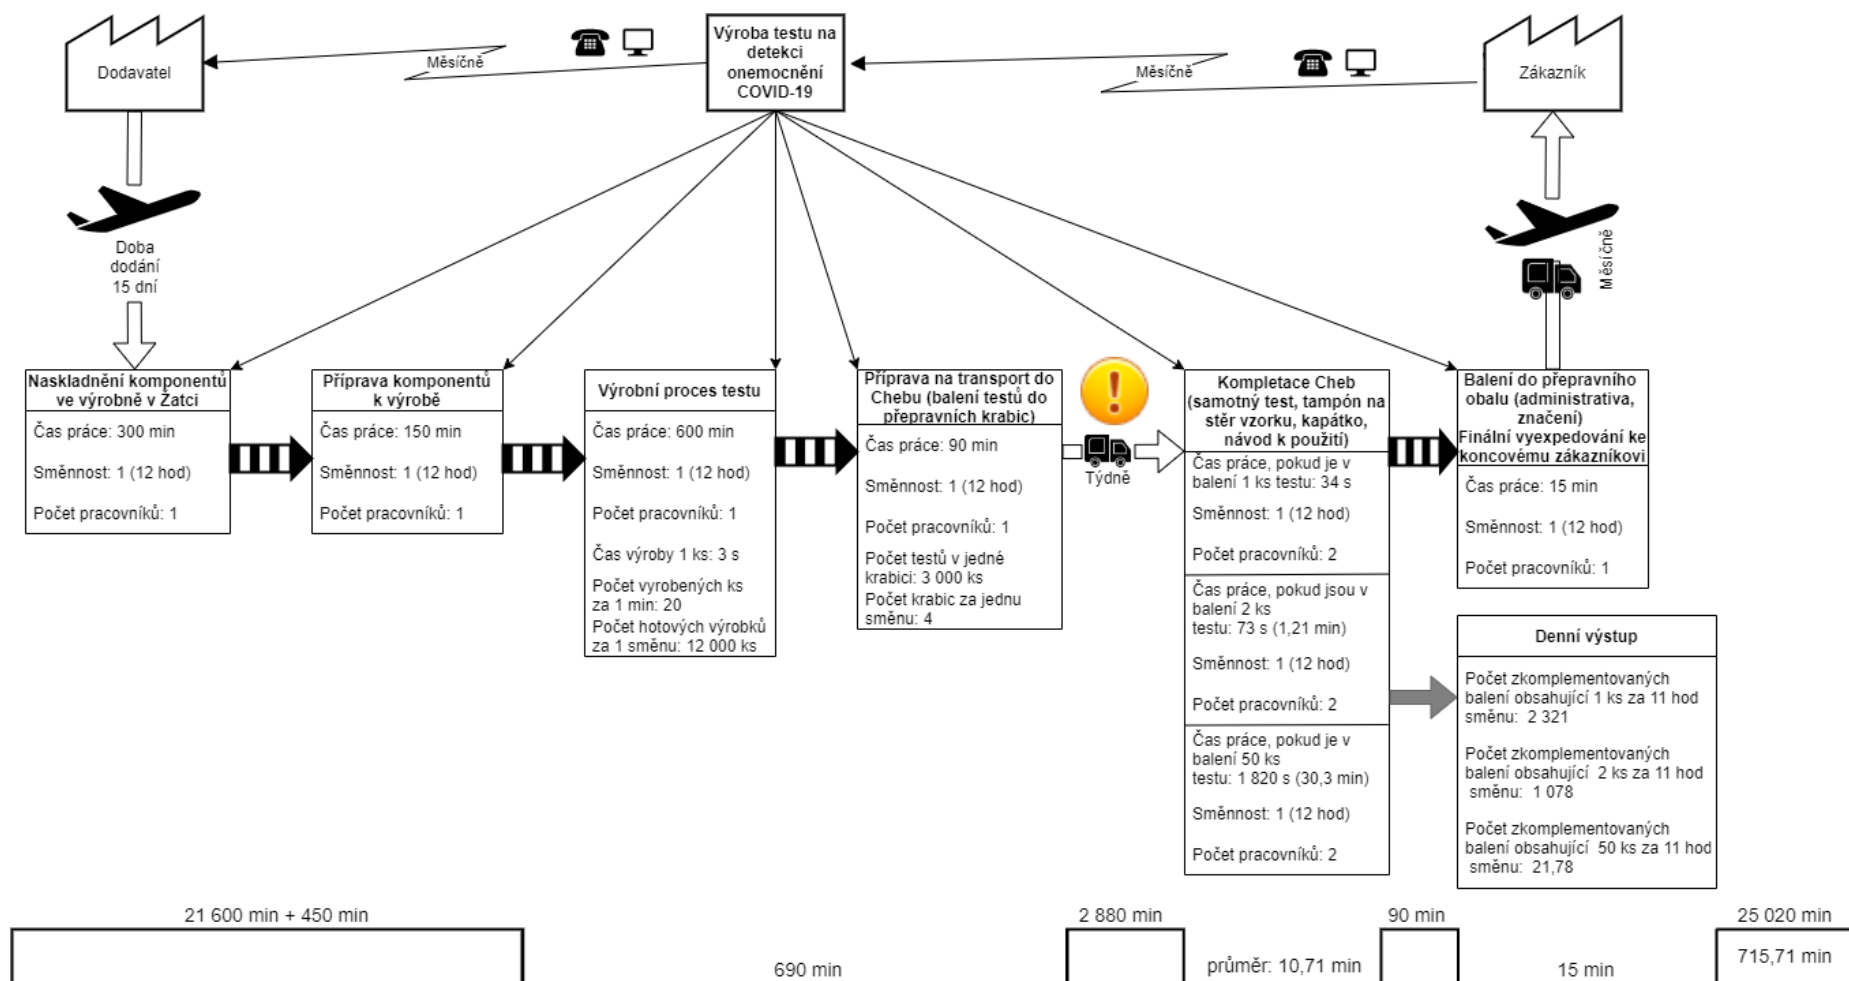 Výroba testu na
detekci
onemocnění
COVID-19
Dodavatel
Měsíčně
Měsíčně
Zákazník
Doba
dodání
15 dní
Měsíčně
Naskladnění komponentů
ve výrobně v Žatci
Čas práce: 300 min
Směnnost: 1 (12 hod)
Počet pracovníků: 1
Příprava komponentů
k výrobě
Čas práce: 150 min
Směnnost: 1 (12 hod)
Počet pracovníků: 1
Výrobní proces testu
Čas práce: 600 min
Směnnost: 1 (12 hod)
Počet pracovníků: 1
Čas výroby 1 ks: 3 s
Počet vyrobených ks
za 1 min: 20
Počet hotových výrobků
za 1 směnu: 12 000 ks
Příprava na transport do
Chebu (balení testů do
přepravních krabic)
Čas práce: 90 min
Směnnost: 1 (12 hod)
Počet pracovníků: 1
Počet testů v jedné
krabici: 3 000 ks
Počet krabic za jednu
směnu: 4
Týdně
Kompletace Cheb
(samotný test, tampón na
stěr vzorku, kapátko,
návod k použití)
Čas práce, pokud je v
balení 1 ks testu: 34 s
Směnnost: 1 (12 hod)
Počet pracovníků: 2
Čas práce, pokud jsou v
balení 2 ks
testu: 73 s (1,21 min)
Směnnost: 1 (12 hod)
Počet pracovníků: 2
Čas práce, pokud je v
balení 50 ks
testu: 1 820 s (30,3 min)
Směnnost: 1 (12 hod)
Počet pracovníků: 2
Balení do přepravního
obalu (administrativa,
značení)
Finální vyexpedování ke
koncovému zákazníkovi
Čas práce: 15 min
Směnnost: 1 (12 hod)
Počet pracovníků: 1
Denní výstup
Počet zkomplementovaných
balení obsahující 1 ks za 11 hod
směnu: 2 321
Počet zkomplementovaných
balení obsahující 2 ks za 11 hod
směnu: 1 078
Počet zkomplementovaných
balení obsahující 50 ks za 11 hod
směnu: 21,78
21 600 min + 450 min
690 min
2 880 min
průměr: 10,71 min
90 min
15 min
25 020 min
715,71 min